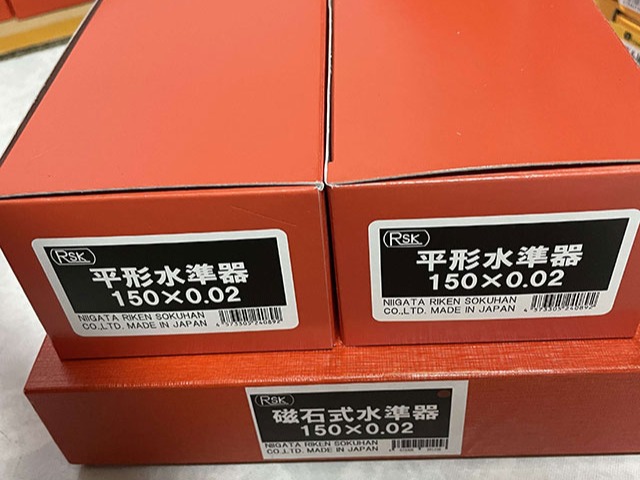 RSK
平形水準器
150×0.02
NIIGATA RIKEN SOKUHAN
CO.,LTD. MADE IN JAPAN
RSK
平形水準器
150×0.02
NIIGATA RIKEN SOKUHAN
CO.,LTD. MADE IN JAPAN
RSK
磁石式水準器
150×0.02
NIIGATA RIKEN SOKUHAN
CO.,LTD. MADE IN JAPAN